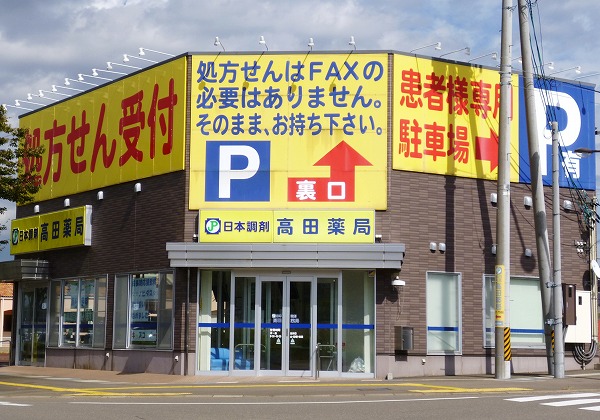 処方せん受付
処方せんはFAXの
必要はありません。
そのまま、お持ち下さい。
P
裏口
患者様専用
駐車場
P
有
日本調剤 高田薬局
日本調剤 高田薬局